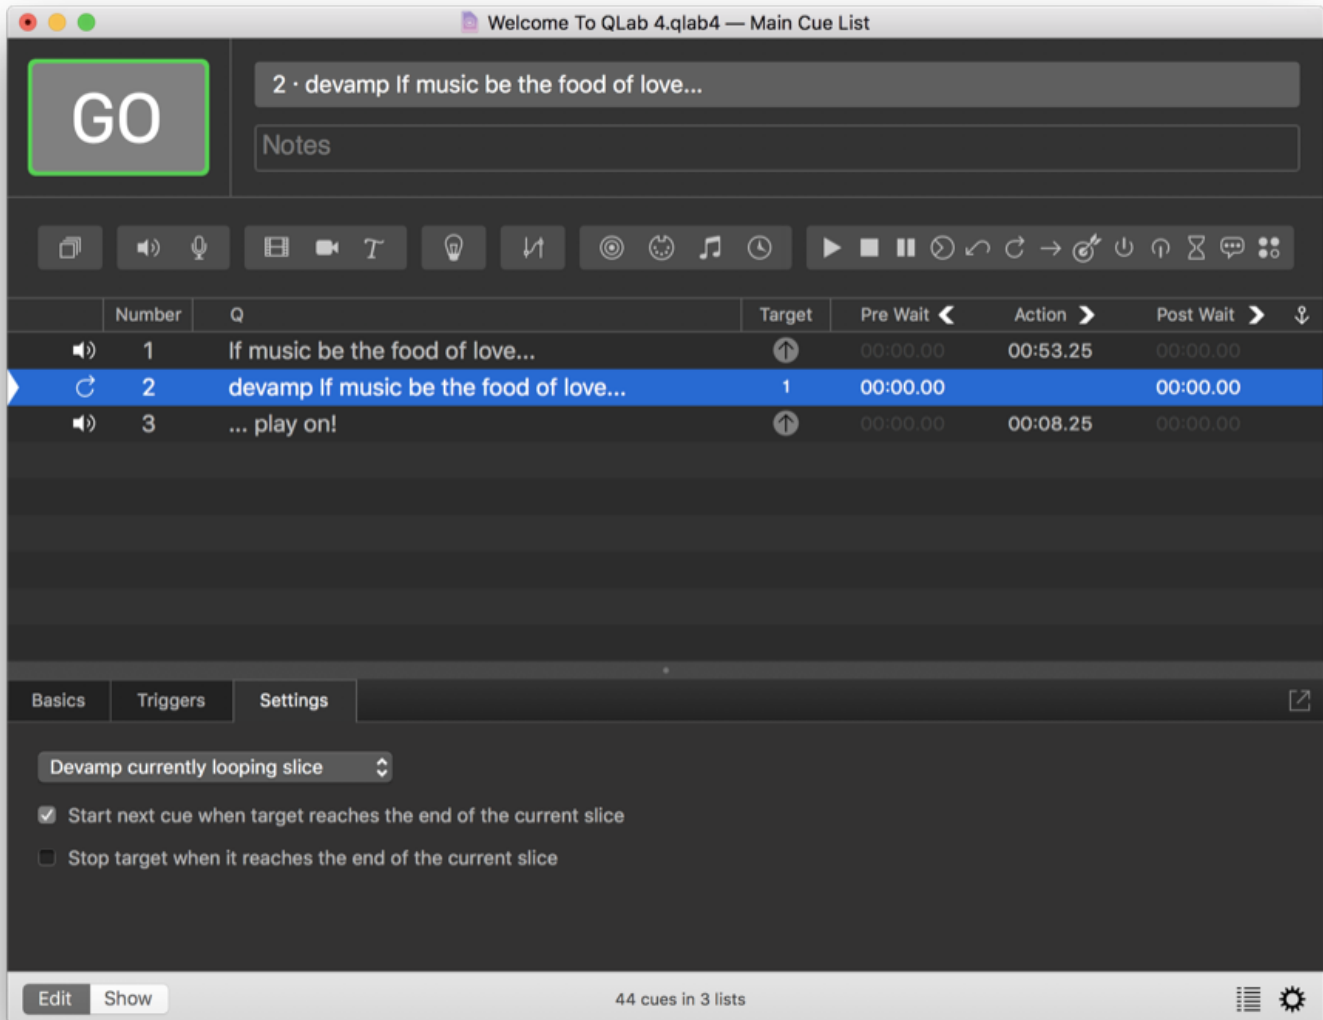 Welcome To QLab 4.qlab4 — Main Cue List
GO
2 · devamp If music be the food of love...
Notes
Number Q Target Pre Wait Action Post Wait
1 If music be the food of love... 00:00.00 00:53.25 00:00.00
2 devamp If music be the food of love... 1 00:00.00 00:00.00
3 ... play on! 00:00.00 00:08.25 00:00.00
Basics Triggers Settings
Devamp currently looping slice
Start next cue when target reaches the end of the current slice
Stop target when it reaches the end of the current slice
Edit Show 44 cues in 3 lists